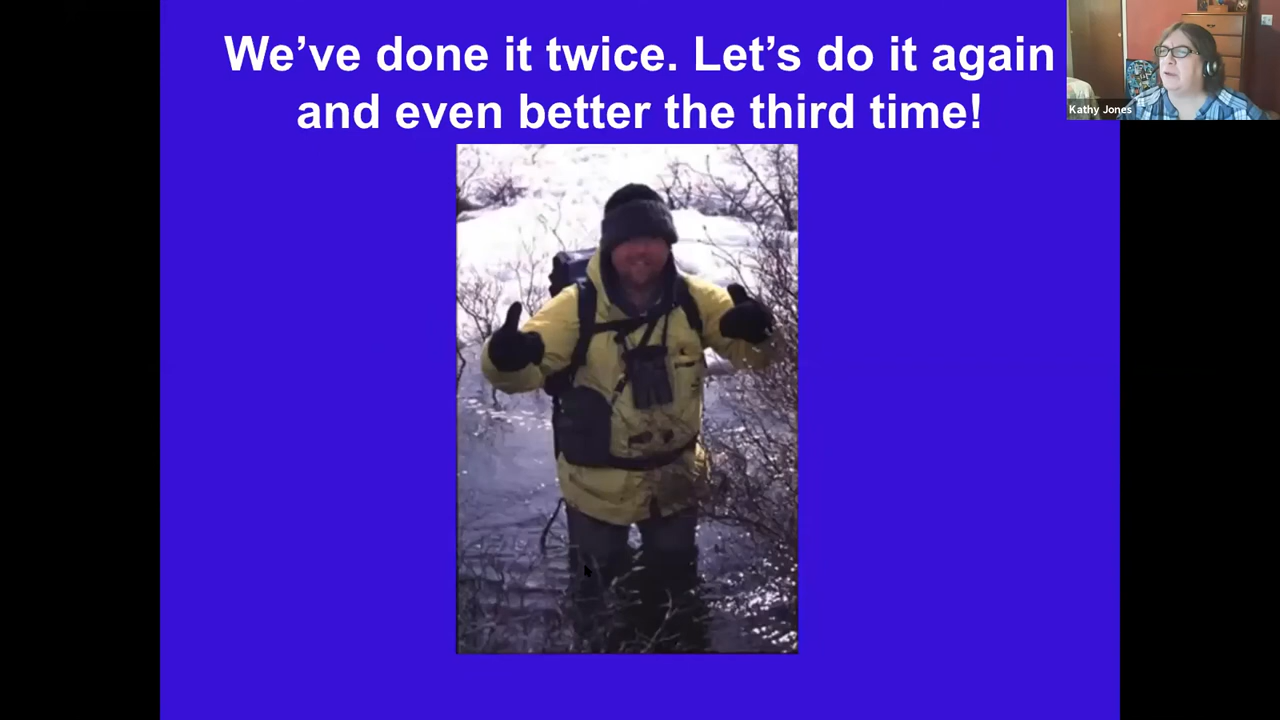 We’ve done it twice. Let’s do it again
and even better the third time!
Kathy Jones